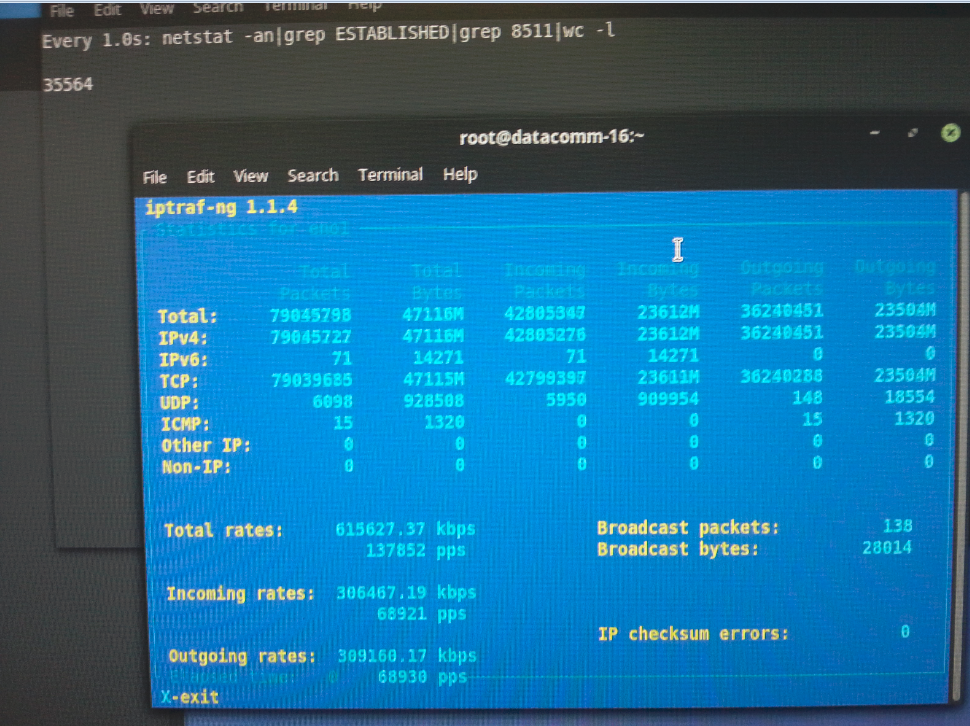 File Edit View Search Terminal Help
Every 1.0s: netstat -an|grep ESTABLISHED|grep 8511|wc -l
35564
root@datacomm-16:~
File Edit View Search Terminal Help
iptraf-ng 1.1.4
Statistics for eno1
Total Total Incoming Incoming Outgoing Outgoing
Packets Bytes Packets Bytes Packets Bytes
Total: 79045798 47116M 42805347 23612M 36240451 23504M
IPv4: 79045727 47116M 42805276 23612M 36240451 23504M
IPv6: 71 14271 71 14271 0 0
TCP: 79039685 47115M 42799397 23611M 36240288 23504M
UDP: 6098 928508 5950 909954 148 18554
ICMP: 15 1320 0 0 15 1320
Other IP: 0 0 0 0 0 0
Non-IP: 0 0 0 0 0 0
Total rates: 615627.37 kbps Broadcast packets: 138
137852 pps Broadcast bytes: 28014
Incoming rates: 306467.19 kbps
68921 pps
IP checksum errors: 0
Outgoing rates: 309160.17 kbps
Elapsed time: 0 68930 pps
X-exit